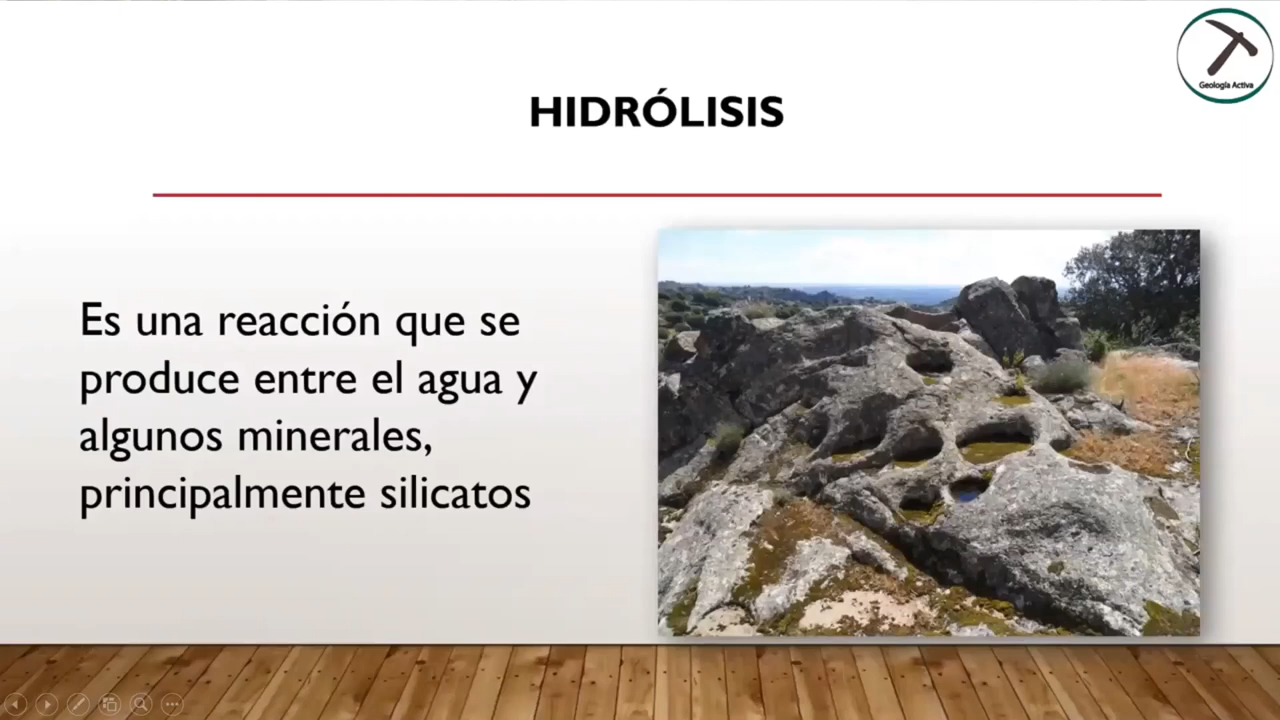 Geología Activa
HIDRÓLISIS
Es una reacción que se
produce entre el agua y
algunos minerales,
principalmente silicatos